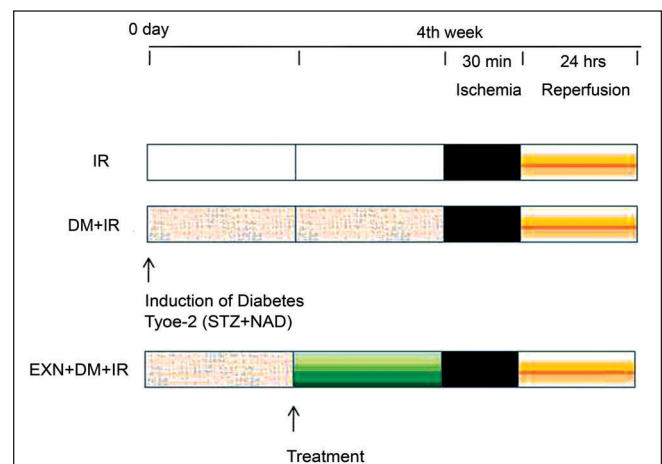 0 day
4th week
30 min
24 hrs
Ischemia
Reperfusion
IR
DM+IR
Induction of Diabetes
Tyoe-2 (STZ+NAD)
EXN+DM+IR
Treatment